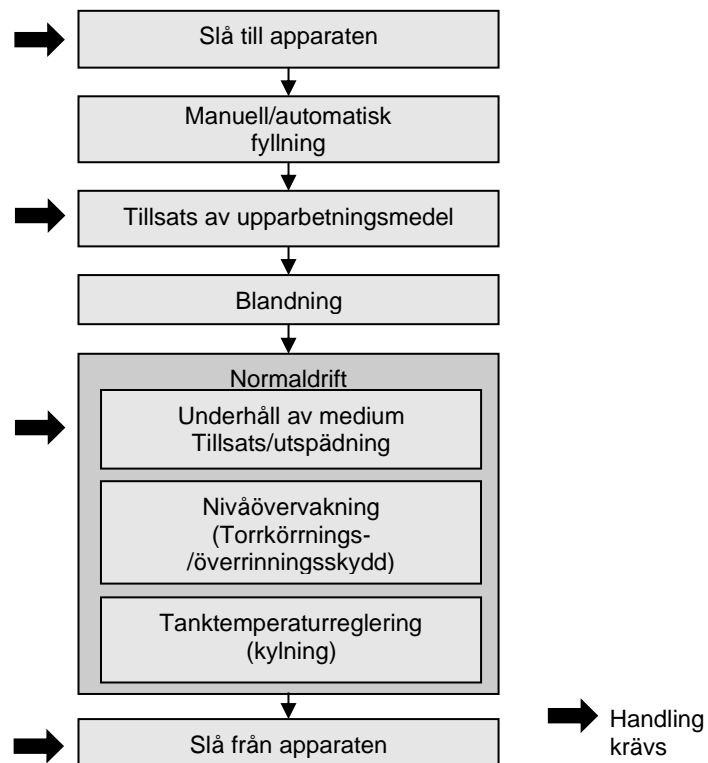 Slå till apparaten
Manuell/automatisk
fyllning
Tillsats av upparbetningsmedel
Blandning
Normaldrift
Underhåll av medium
Tillsats/utspädning
Nivåövervakning
(Torrkörrnings-
/överrinningsskydd)
Tanktemperaturreglering
(kylning)
Slå från apparaten
Handling
krävs